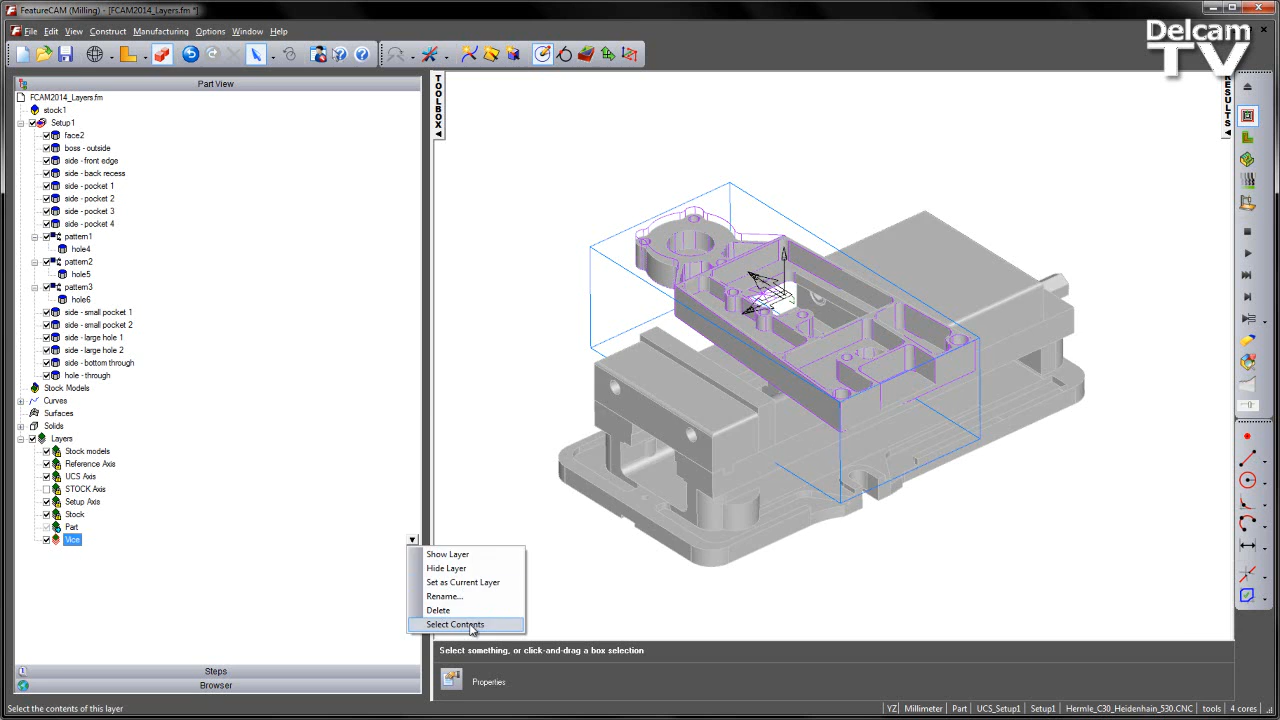 FeatureCAM (Milling) - [FCAM2014_Layers.fm *]
File Edit View Construct Manufacturing Options Window Help
Delcam
TV
Part View
TOOLBOX
RESULTS
FCAM2014_Layers.fm
stock1
Setup1
face2
boss - outside
side - front edge
side - back recess
side - pocket 1
side - pocket 2
side - pocket 3
side - pocket 4
pattern1
hole4
pattern2
hole5
pattern3
hole6
side - small pocket 1
side - small pocket 2
side - large hole 1
side - large hole 2
side - bottom through
hole - through
Stock Models
Curves
Surfaces
Solids
Layers
Stock models
Reference Axis
UCS Axis
STOCK Axis
Setup Axis
Stock
Part
Vice
Show Layer
Hide Layer
Set as Current Layer
Rename...
Delete
Select Contents
Select something, or click-and-drag a box selection
Properties
Steps
Browser
Select the contents of this layer
YZ Millimeter Part UCS_Setup1 Setup1 Hermle_C30_Heidenhain_530.CNC tools 4 cores